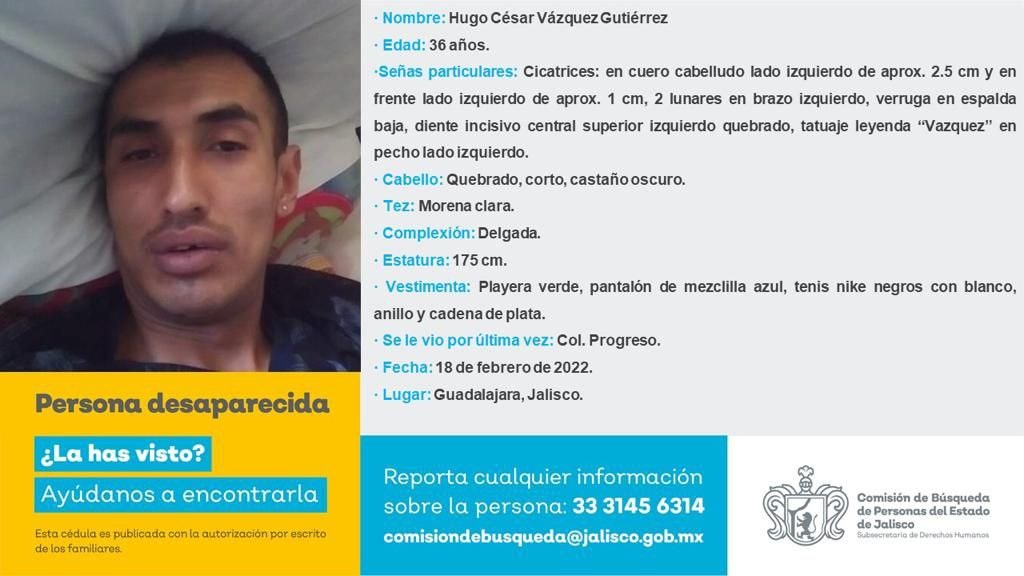 · Nombre: Hugo César Vázquez Gutiérrez
· Edad: 36 años.
·Señas particulares: Cicatrices: en cuero cabelludo lado izquierdo de aprox. 2.5 cm y en
frente lado izquierdo de aprox. 1 cm, 2 lunares en brazo izquierdo, verruga en espalda
baja, diente incisivo central superior izquierdo quebrado, tatuaje leyenda “Vazquez” en
pecho lado izquierdo.
· Cabello: Quebrado, corto, castaño oscuro.
· Tez: Morena clara.
· Complexión: Delgada.
· Estatura: 175 cm.
· Vestimenta: Playera verde, pantalón de mezclilla azul, tenis nike negros con blanco,
anillo y cadena de plata.
· Se le vio por última vez: Col. Progreso.
· Fecha: 18 de febrero de 2022.
· Lugar: Guadalajara, Jalisco.
Persona desaparecida
¿La has visto?
Ayúdanos a encontrarla
Esta cédula es publicada con la autorización por escrito
de los familiares.
Reporta cualquier información
sobre la persona: 33 3145 6314
comisiondebusqueda@jalisco.gob.mx
Comisión de Búsqueda
de Personas del Estado
de Jalisco
Subsecretaría de Derechos Humanos